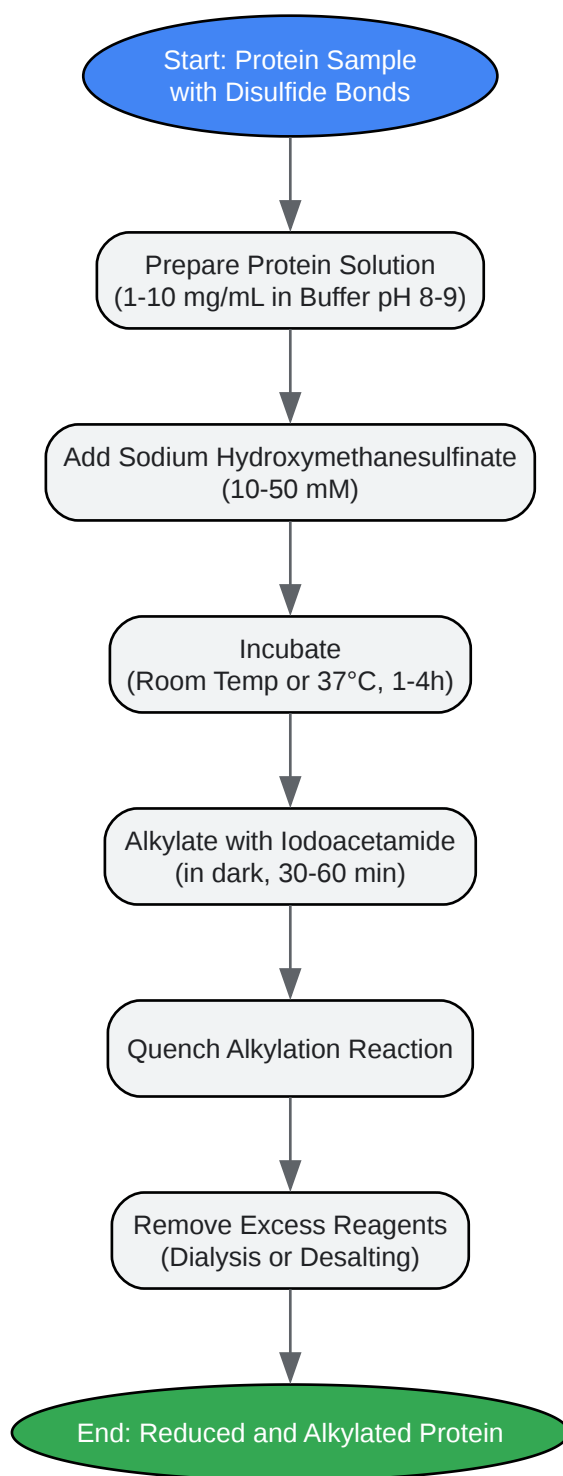 Start: Protein Sample
with Disulfide Bonds
Prepare Protein Solution
(1-10 mg/mL in Buffer pH 8-9)
Add Sodium Hydroxymethanesulfinate
(10-50 mM)
Incubate
(Room Temp or 37°C, 1-4h)
Alkylate with Iodoacetamide
(in dark, 30-60 min)
Quench Alkylation Reaction
Remove Excess Reagents
(Dialysis or Desalting)
End: Reduced and Alkylated Protein